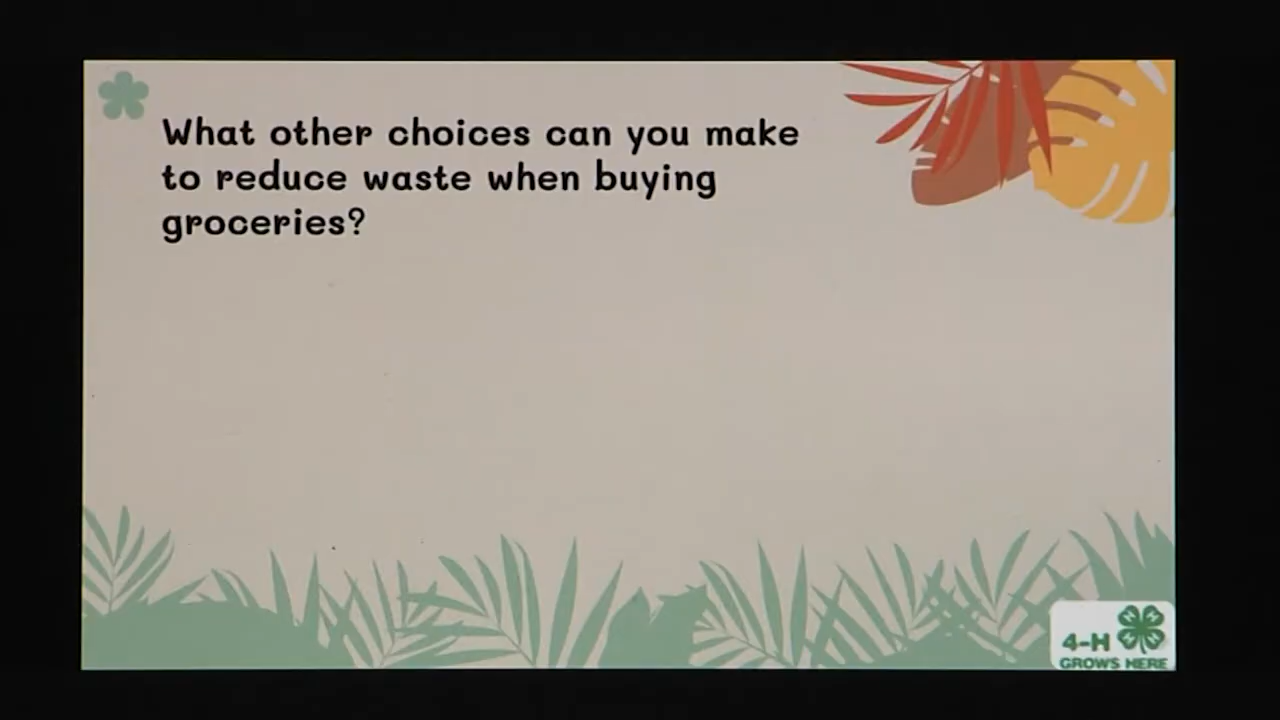 What other choices can you make
to reduce waste when buying
groceries?
4-H
GROWS HERE